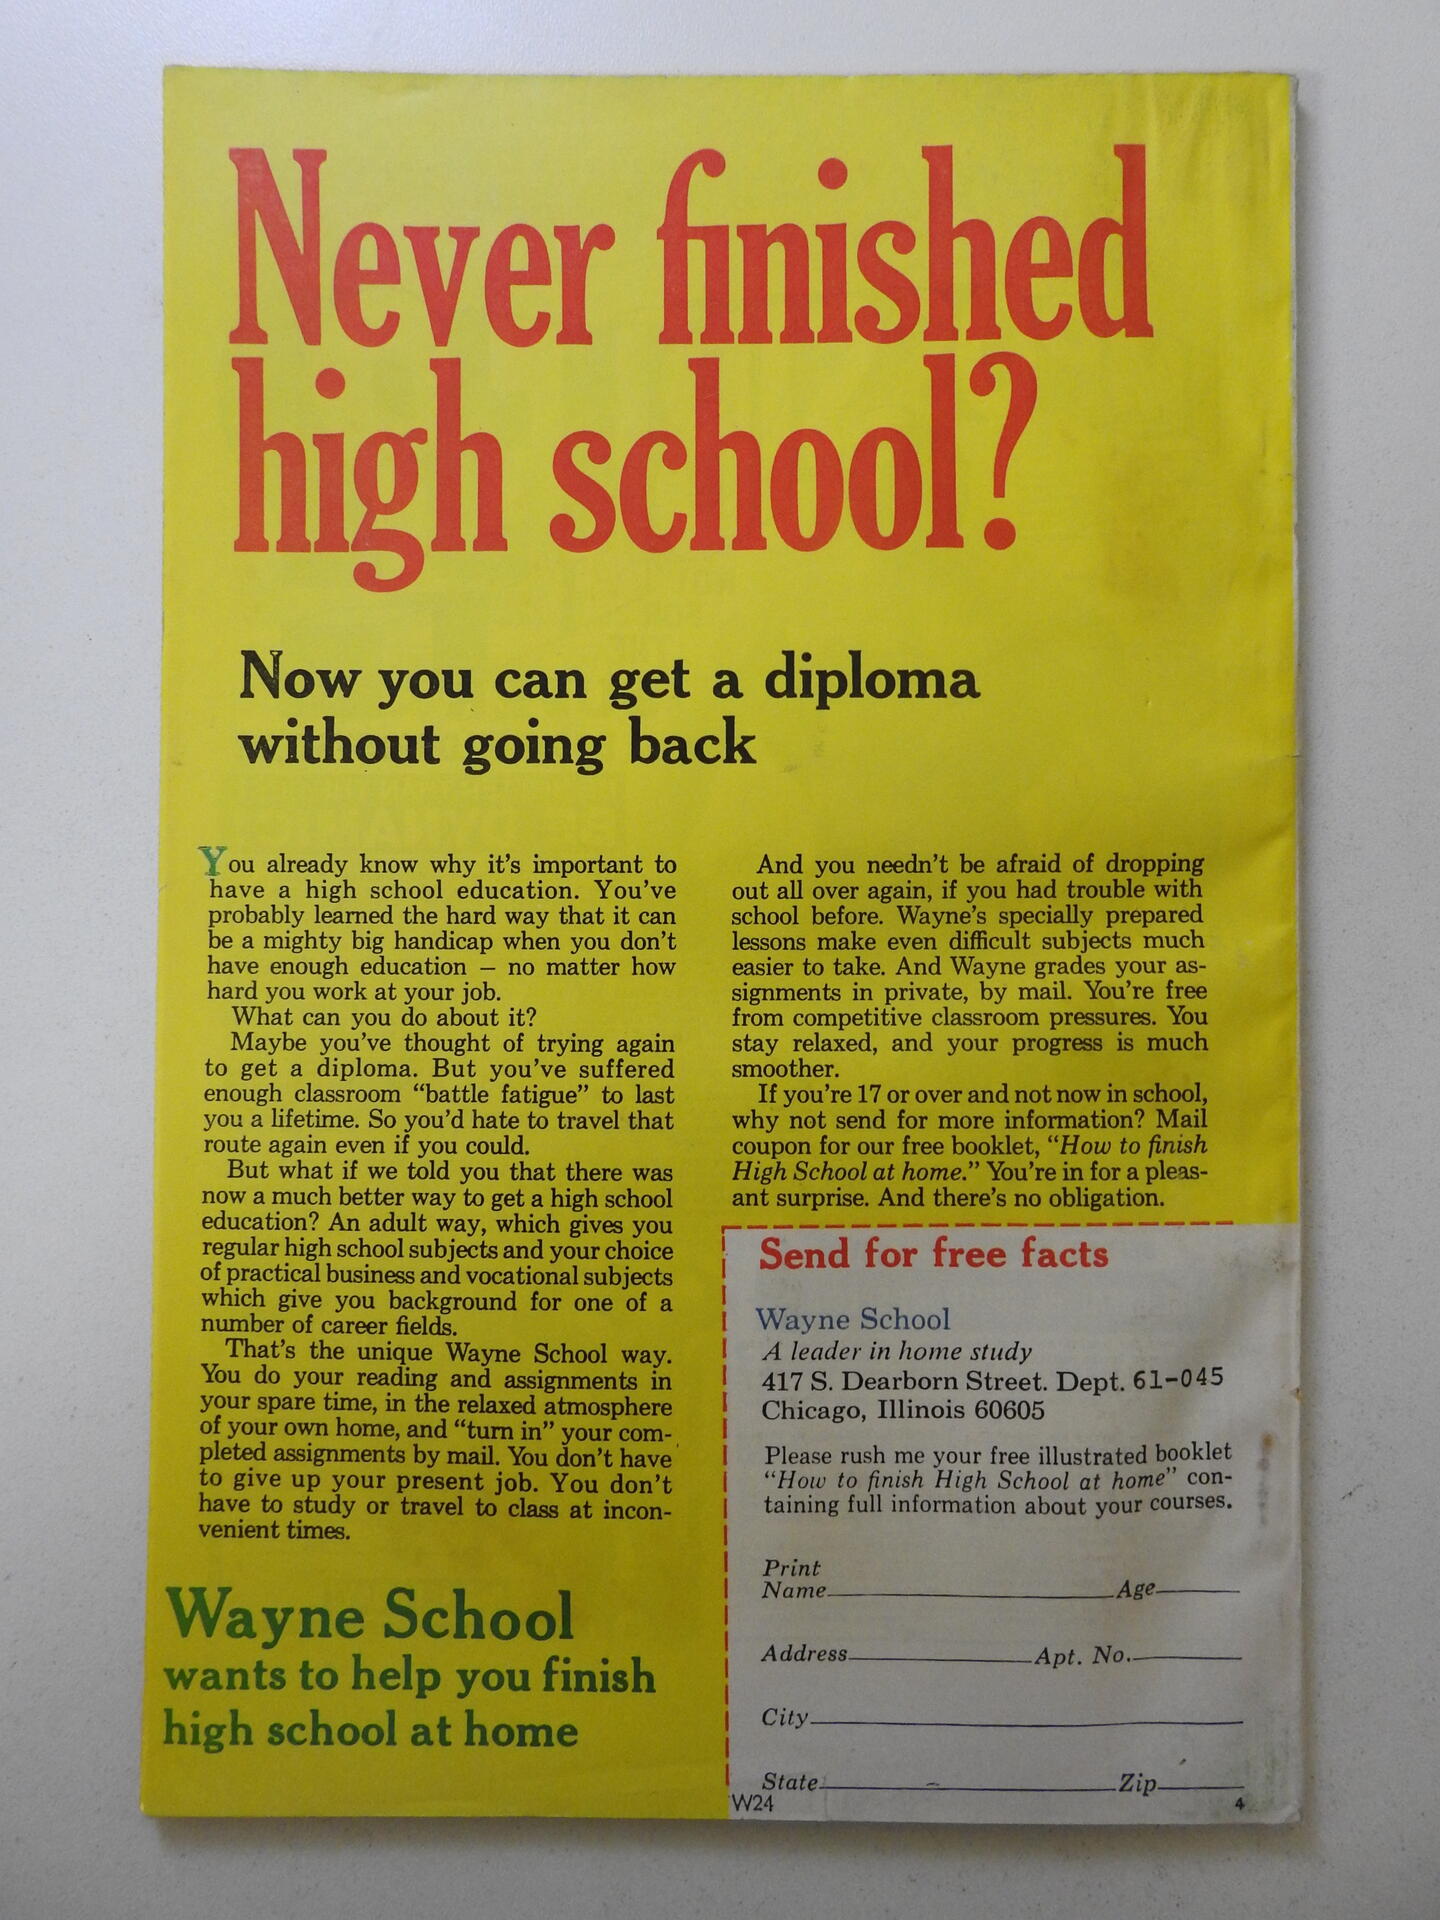 Never finished
high school?
Now you can get a diploma
without going back
You already know why it's important to
have a high school education. You've
probably learned the hard way that it can
be a mighty big handicap when you don't
have enough education – no matter how
hard you work at your job.
What can you do about it?
Maybe you've thought of trying again
to get a diploma. But you've suffered
enough classroom "battle fatigue" to last
you a lifetime. So you'd hate to travel that
route again even if you could.
But what if we told you that there was
now a much better way to get a high school
education? An adult way, which gives you
regular high school subjects and your choice
of practical business and vocational subjects
which give you background for one of a
number of career fields.
That's the unique Wayne School way.
You do your reading and assignments in
your spare time, in the relaxed atmosphere
of your own home, and "turn in" your com-
pleted assignments by mail. You don't have
to give up your present job. You don't
have to study or travel to class at incon-
venient times.
Wayne School
wants to help you finish
high school at home
And you needn't be afraid of dropping
out all over again, if you had trouble with
school before. Wayne's specially prepared
lessons make even difficult subjects much
easier to take. And Wayne grades your as-
signments in private, by mail. You're free
from competitive classroom pressures. You
stay relaxed, and your progress is much
smoother.
If you're 17 or over and not now in school,
why not send for more information? Mail
coupon for our free booklet, "How to finish
High School at home." You're in for a pleas-
ant surprise. And there's no obligation.
Send for free facts
Wayne School
A leader in home study
417 S. Dearborn Street. Dept. 61-045
Chicago, Illinois 60605
Please rush me your free illustrated booklet
"How to finish High School at home" con-
taining full information about your courses.
Print
Name Age
Address Apt. No.
City
State Zip
W24 4